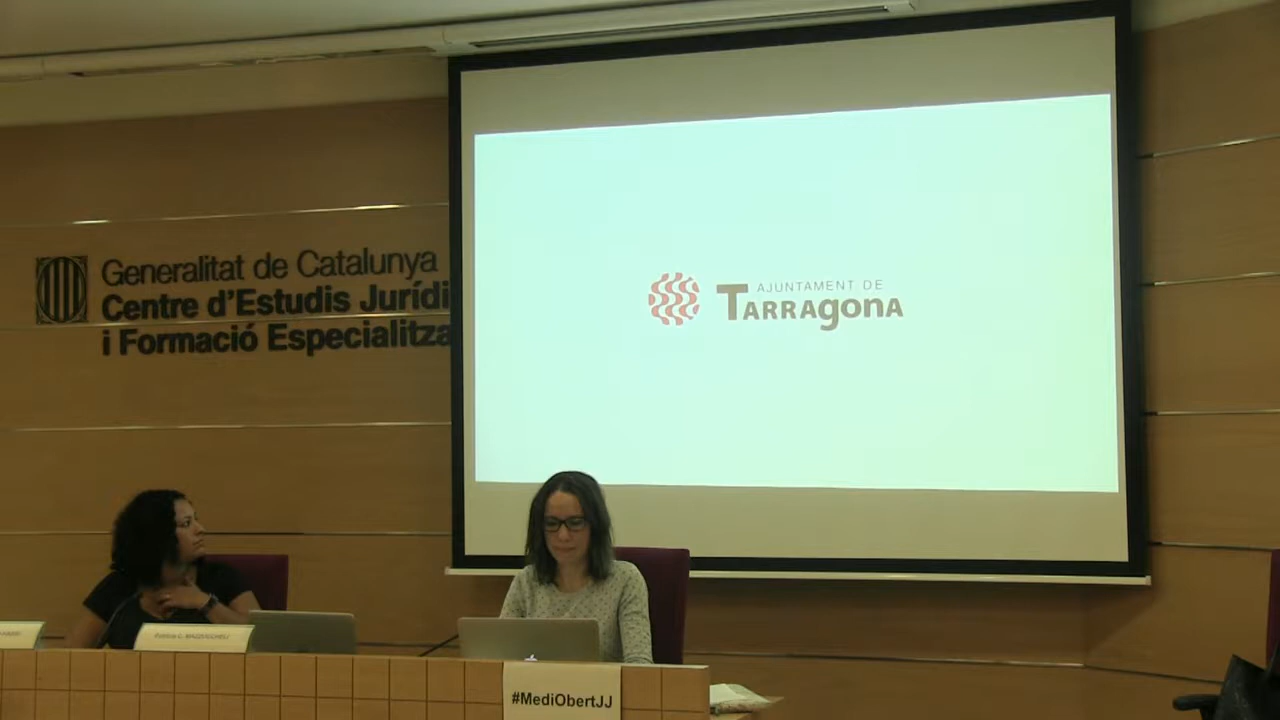 Generalitat de Catalunya
Centre d'Estudis Jurídi
i Formació Especialitza
AJUNTAMENT DE
TARRAGONA
#MediObertJJ